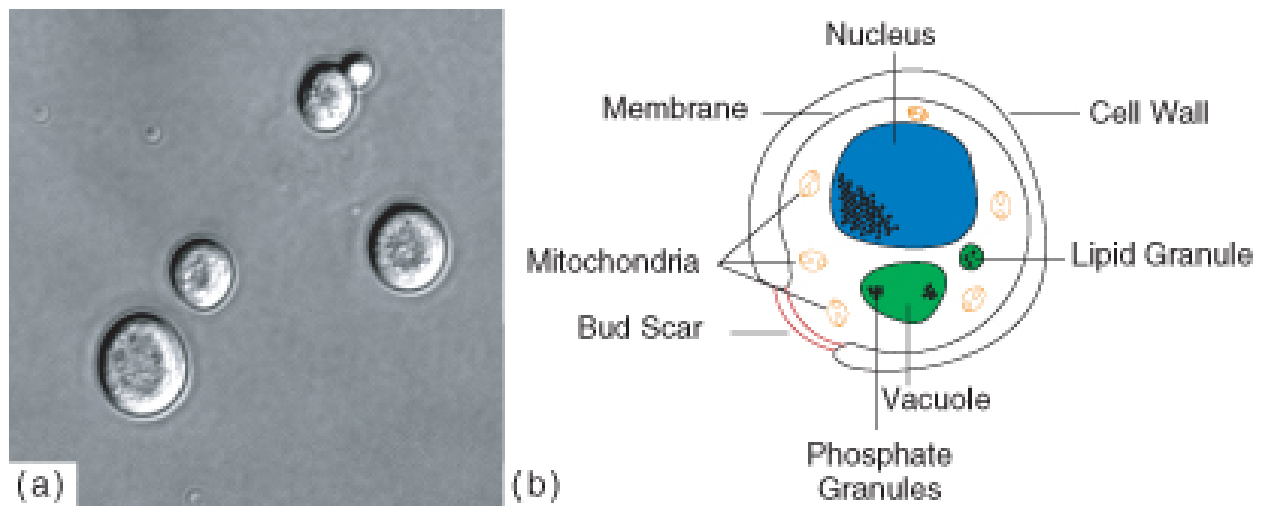 Nucleus
Membrane
Cell Wall
Mitochondria
Lipid Granule
Bud Scar
Vacuole
Phosphate
Granules
(a)
(b)